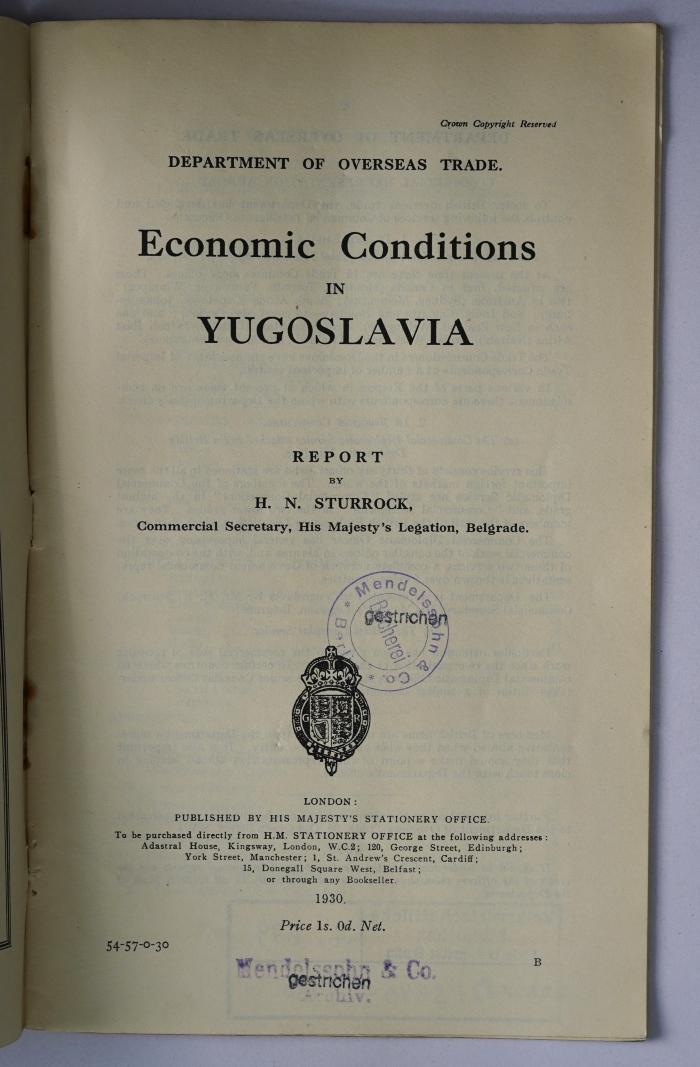 Crown Copyright Reserved
DEPARTMENT OF OVERSEAS TRADE.
Economic Conditions
IN
YUGOSLAVIA
REPORT
BY
H. N. STURROCK,
Commercial Secretary, His Majesty's Legation, Belgrade.
* Mendelssohn & Co. * Berlin
Bücherei
gestrichen
G R
LONDON:
PUBLISHED BY HIS MAJESTY'S STATIONERY OFFICE.
To be purchased directly from H.M. STATIONERY OFFICE at the following addresses:
Adastral House, Kingsway, London, W.C.2; 120, George Street, Edinburgh;
York Street, Manchester; 1, St. Andrew's Crescent, Cardiff;
15, Donegall Square West, Belfast;
or through any Bookseller.
1930.
Price 1s. 0d. Net.
54-57-0-30
B
Mendelssohn & Co.
gestrichen
Archiv.